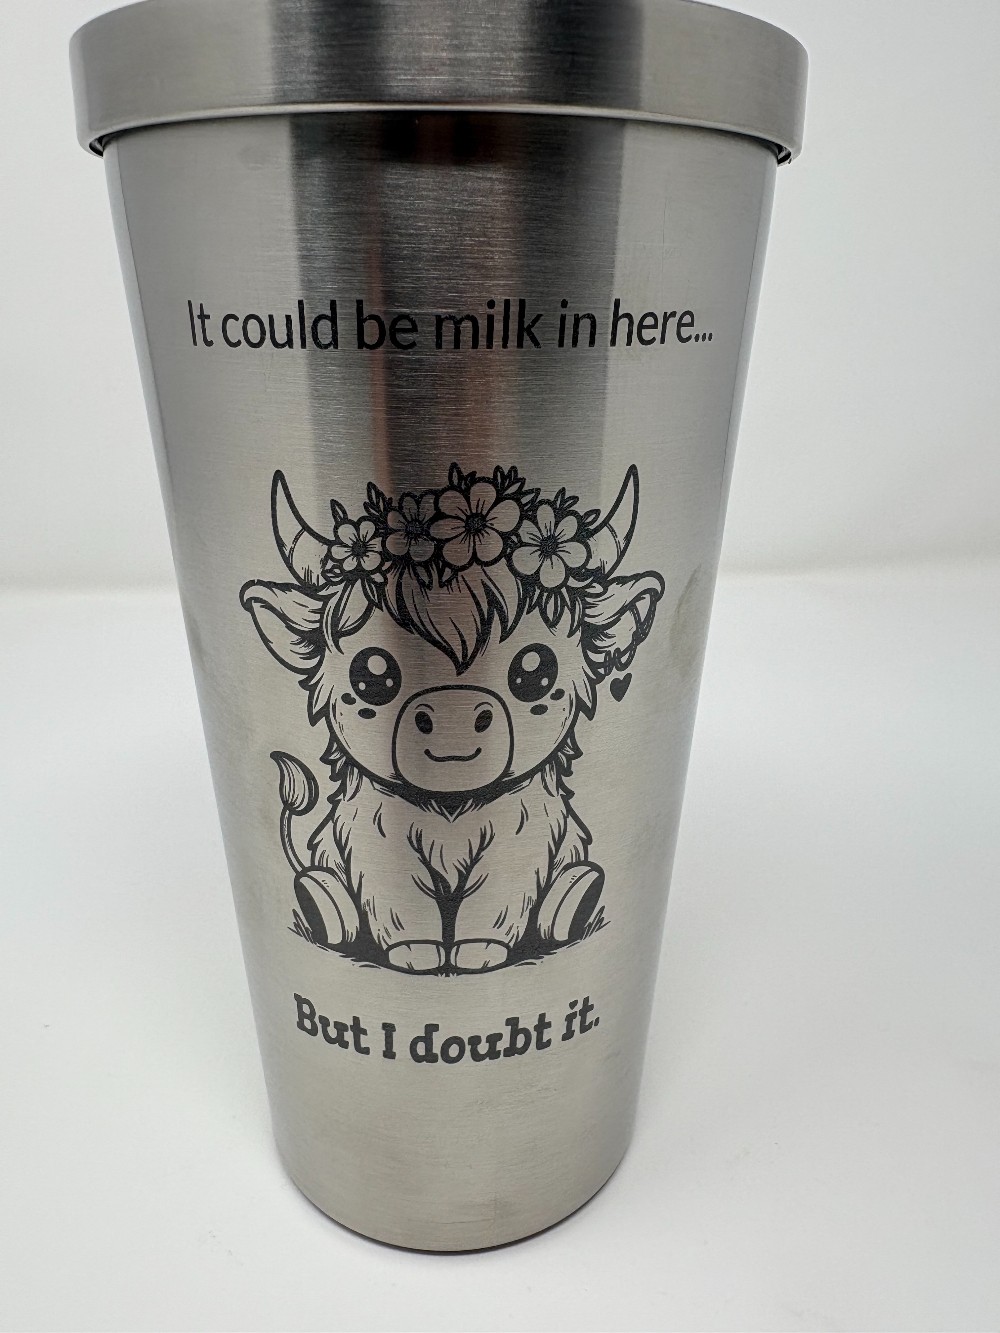 It could be milk in here...
But I doubt it.